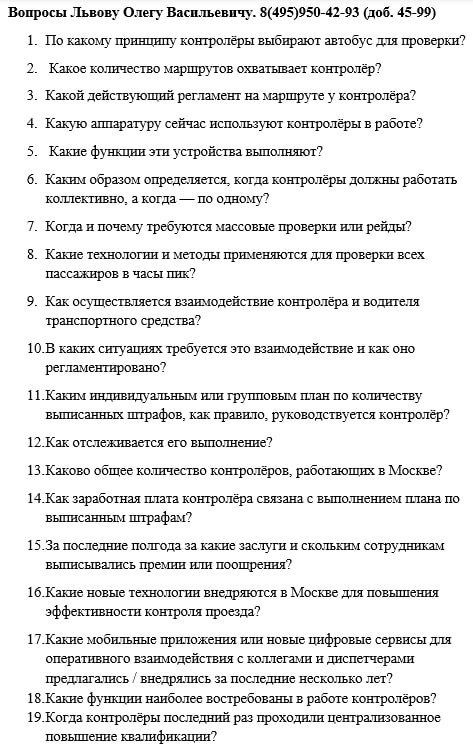 Вопросы Львову Олегу Васильевичу. 8(495)950-42-93 (доб. 45-99)
1. По какому принципу контролёры выбирают автобус для проверки?
2. Какое количество маршрутов охватывает контролёр?
3. Какой действующий регламент на маршруте у контролёра?
4. Какую аппаратуру сейчас используют контролёры в работе?
5. Какие функции эти устройства выполняют?
6. Каким образом определяется, когда контролёры должны работать
коллективно, а когда — по одному?
7. Когда и почему требуются массовые проверки или рейды?
8. Какие технологии и методы применяются для проверки всех
пассажиров в часы пик?
9. Как осуществляется взаимодействие контролёра и водителя
транспортного средства?
10.В каких ситуациях требуется это взаимодействие и как оно
регламентировано?
11.Каким индивидуальным или групповым план по количеству
выписанных штрафов, как правило, руководствуется контролёр?
12.Как отслеживается его выполнение?
13.Каково общее количество контролёров, работающих в Москве?
14.Как заработная плата контролёра связана с выполнением плана по
выписанным штрафам?
15.За последние полгода за какие заслуги и скольким сотрудникам
выписывались премии или поощрения?
16.Какие новые технологии внедряются в Москве для повышения
эффективности контроля проезда?
17.Какие мобильные приложения или новые цифровые сервисы для
оперативного взаимодействия с коллегами и диспетчерами
предлагались / внедрялись за последние несколько лет?
18.Какие функции наиболее востребованы в работе контролёров?
19.Когда контролёры последний раз проходили централизованное
повышение квалификации?